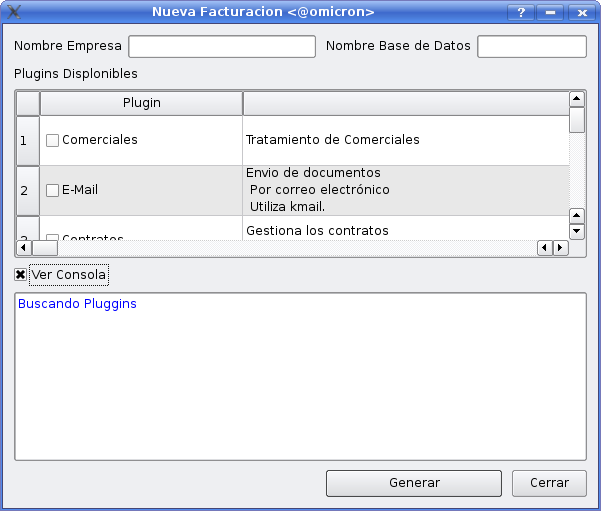 Nueva Facturacion <@omicron>
Nombre Empresa
Nombre Base de Datos
Plugins Displonibles
Plugin
1
Comerciales
Tratamiento de Comerciales
2
E-Mail
Envio de documentos
Por correo electrónico
Utiliza kmail.
3
Contratos
Gestiona los contratos
Ver Consola
Buscando Pluggins
Generar
Cerrar